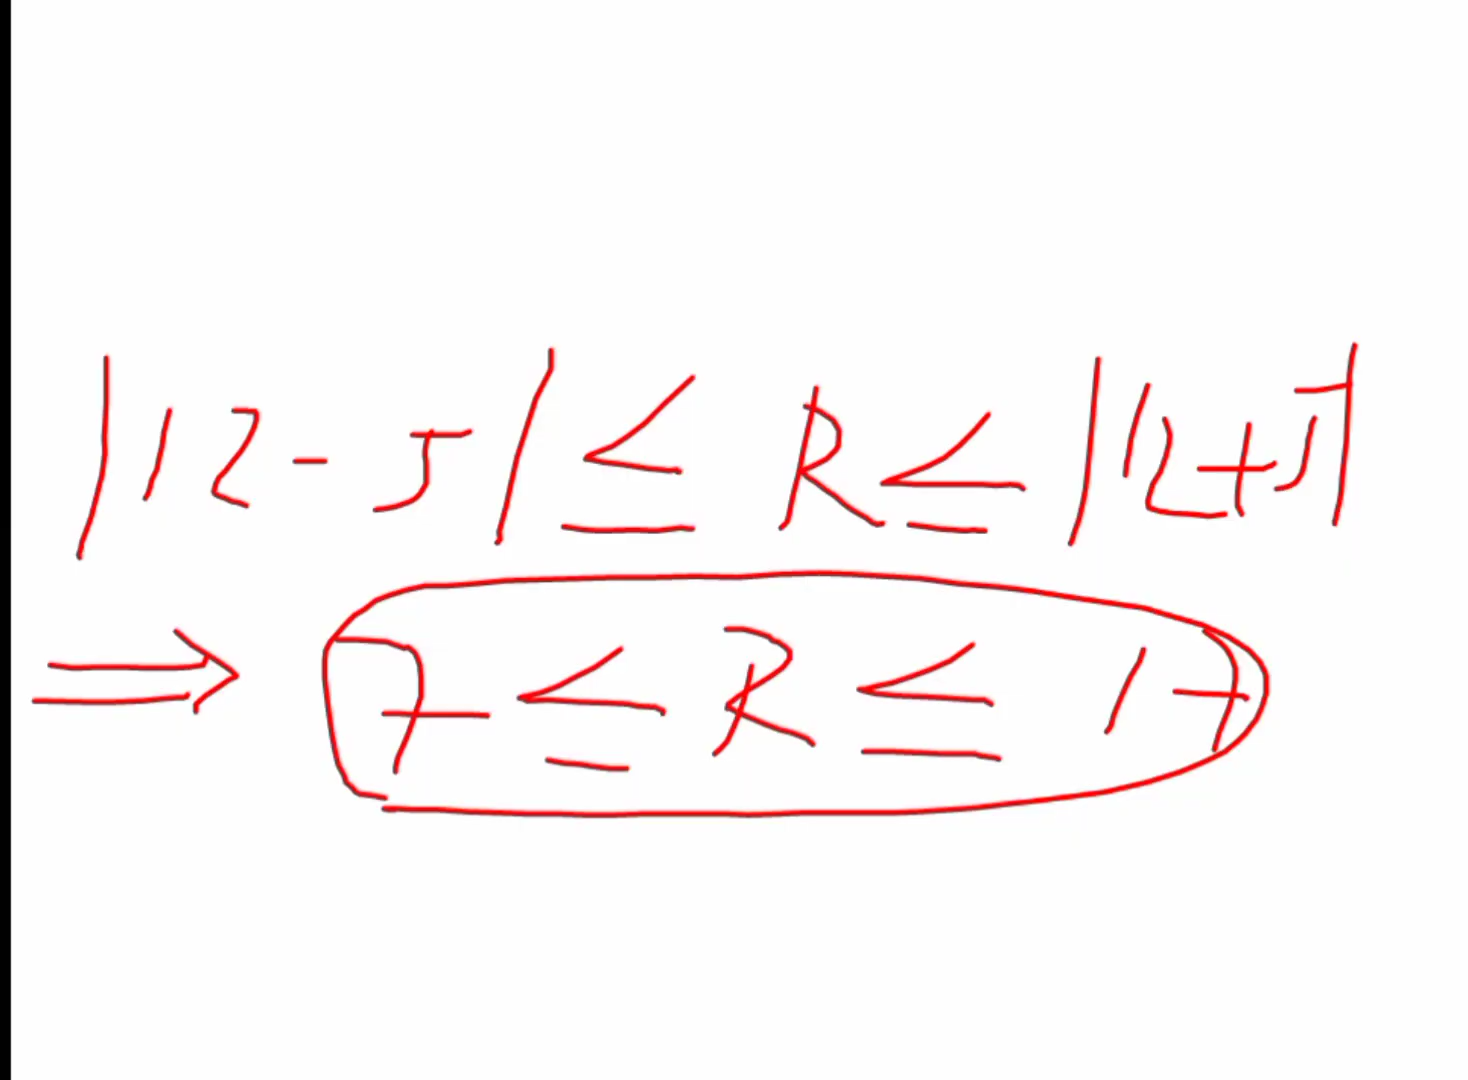 |12-5| ≤ R ≤ |12+5|
⇒ 7 ≤ R ≤ 17